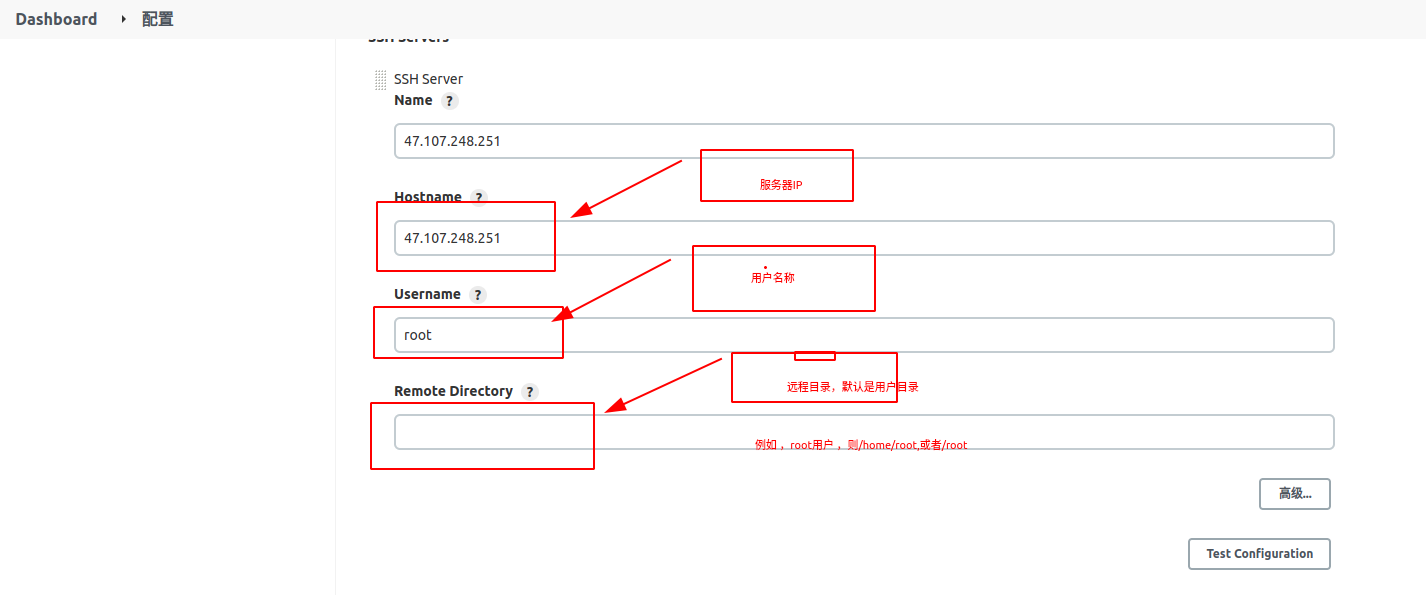 Dashboard ▸ 配置
SSH Servers
SSH Server
Name ?
47.107.248.251
服务器IP
Hostname ?
47.107.248.251
用户名称
Username ?
root
远程目录，默认是用户目录
Remote Directory ?
例如 ，root用户 ，则/home/root,或者/root
高级...
Test Configuration